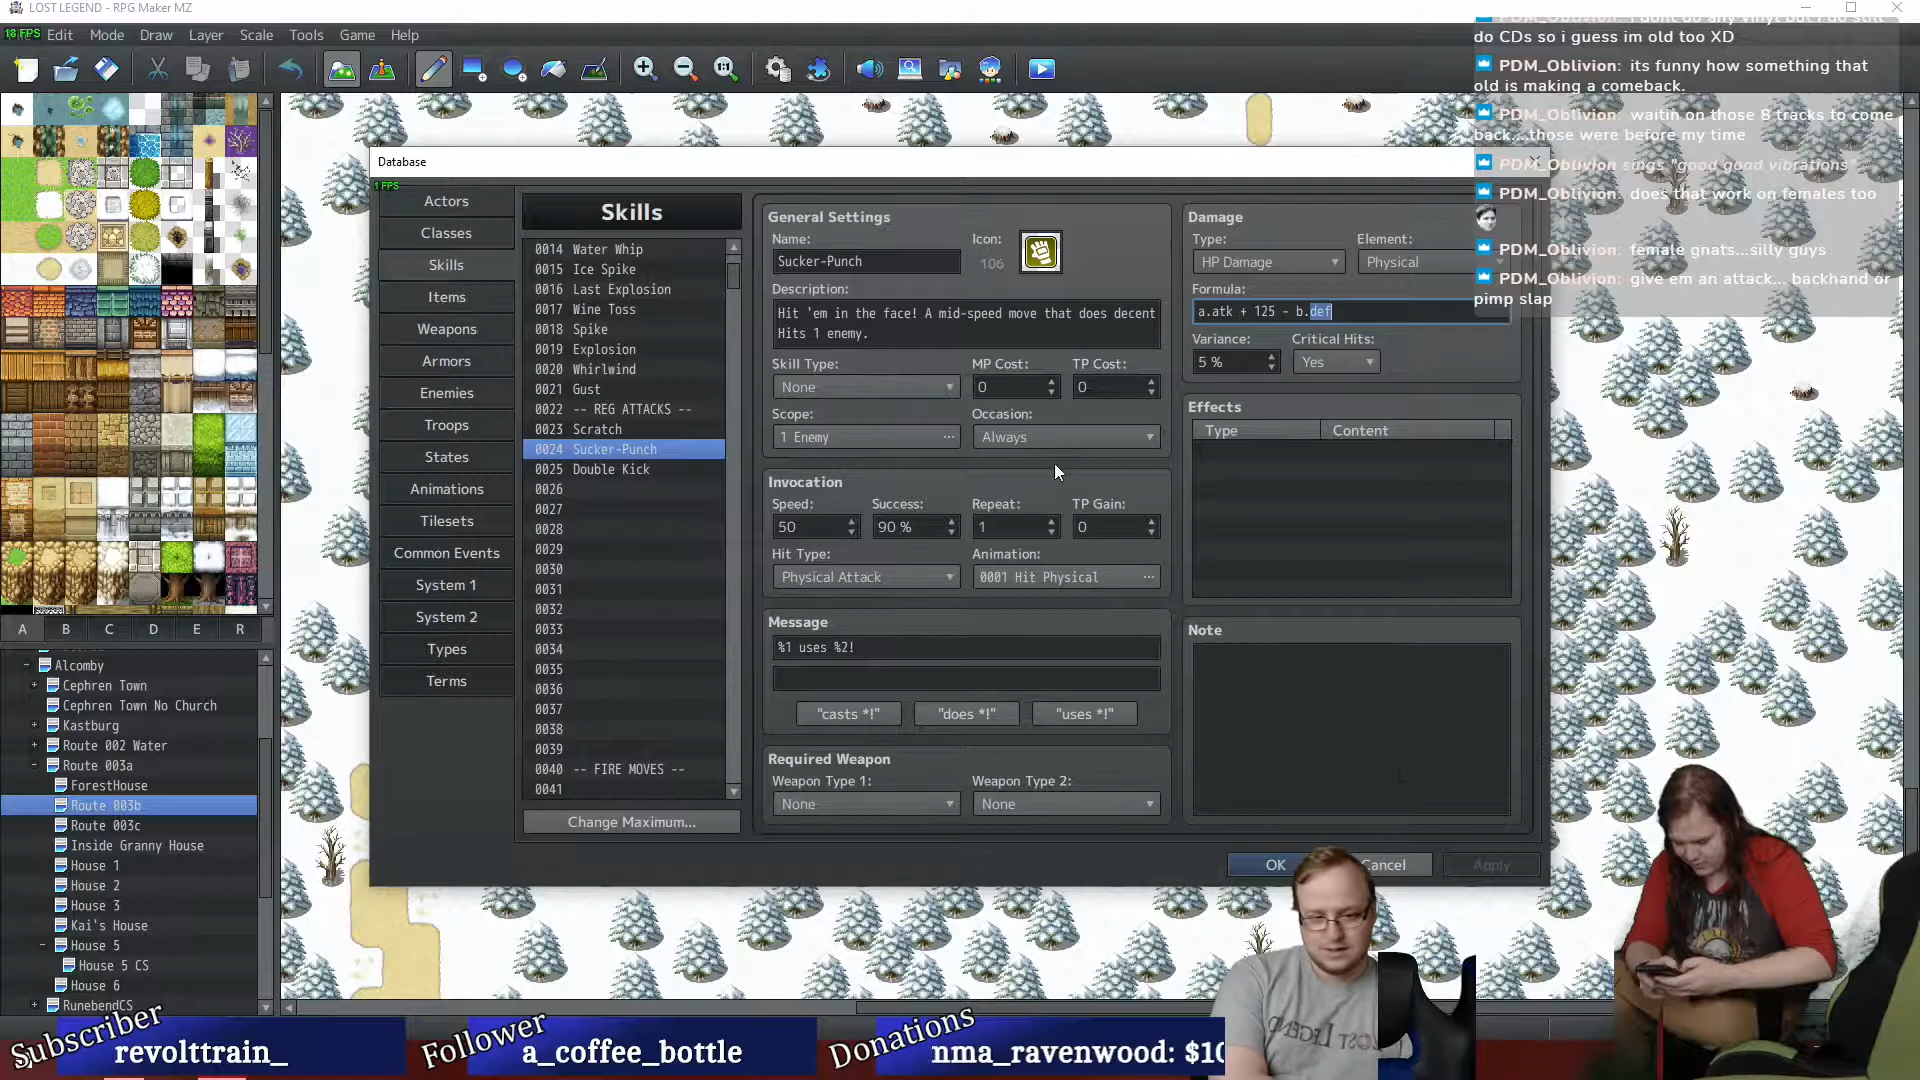 LOST LEGEND - RPG Maker MZ
18 FPS
Edit Mode Draw Layer Scale Tools Game Help
do CDs so i guess im old too XD
PDM_Oblivion: its funny how something that
old is making a comeback.
PDM_Oblivion: waitin on those 8 tracks to come
back....those were before my time
PDM_Oblivion sings "good good vibrations"
PDM_Oblivion: does that work on females too
PDM_Oblivion: female gnats..silly guys
PDM_Oblivion: give em an attack... backhand or
pimp slap
Database
1 FPS
Actors
Classes
Skills
Items
Weapons
Armors
Enemies
Troops
States
Animations
Tilesets
Common Events
System 1
System 2
Types
Terms
Skills
0014 Water Whip
0015 Ice Spike
0016 Last Explosion
0017 Wine Toss
0018 Spike
0019 Explosion
0020 Whirlwind
0021 Gust
0022 -- REG ATTACKS --
0023 Scratch
0024 Sucker-Punch
0025 Double Kick
0026
0027
0028
0029
0030
0031
0032
0033
0034
0035
0036
0037
0038
0039
0040 -- FIRE MOVES --
0041
Change Maximum...
General Settings
Name:
Sucker-Punch
Icon:
106
Description:
Hit 'em in the face! A mid-speed move that does decent
Hits 1 enemy.
Skill Type:
None
MP Cost:
0
TP Cost:
0
Scope:
1 Enemy
Occasion:
Always
Invocation
Speed:
50
Success:
90 %
Repeat:
1
TP Gain:
0
Hit Type:
Physical Attack
Animation:
0001 Hit Physical
Message
%1 uses %2!
"casts *!" "does *!" "uses *!"
Required Weapon
Weapon Type 1:
None
Weapon Type 2:
None
Damage
Type:
HP Damage
Element:
Physical
Formula:
a.atk + 125 - b.def
Variance:
5 %
Critical Hits:
Yes
Effects
Type Content
Note
OK Cancel Apply
A B C D E R
Alcomby
Cephren Town
Cephren Town No Church
Kastburg
Route 002 Water
Route 003a
ForestHouse
Route 003b
Route 003c
Inside Granny House
House 1
House 2
House 3
Kai's House
House 5
House 5 CS
House 6
RunebendCS
Subscriber
revolttrain_
Follower
a_coffee_bottle
Donations
nma_ravenwood: $10